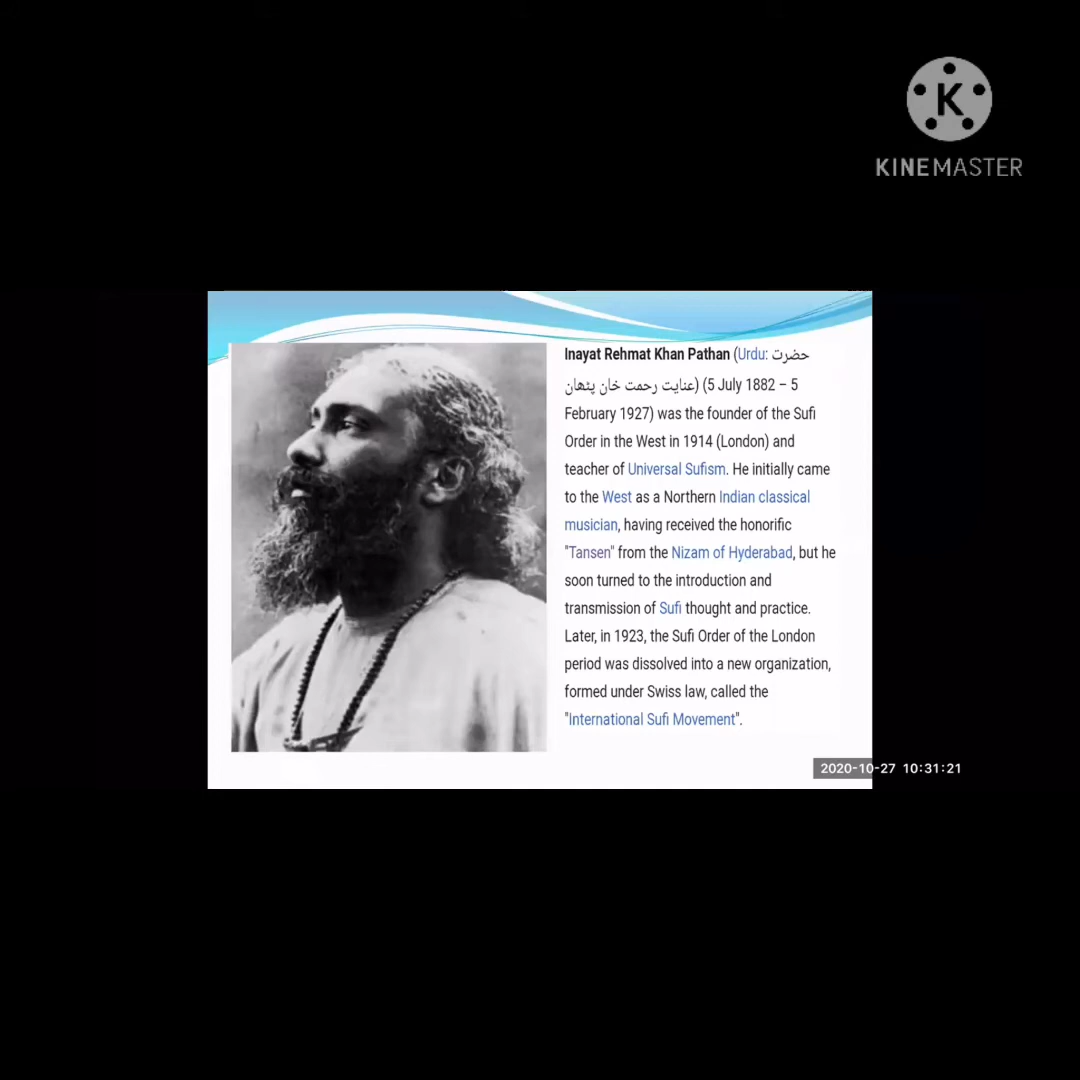 KINEMASTER
Inayat Rehmat Khan Pathan (Urdu: حضرت
عنایت رحمت خان پٹھان) (5 July 1882 – 5
February 1927) was the founder of the Sufi
Order in the West in 1914 (London) and
teacher of Universal Sufism. He initially came
to the West as a Northern Indian classical
musician, having received the honorific
"Tansen" from the Nizam of Hyderabad, but he
soon turned to the introduction and
transmission of Sufi thought and practice.
Later, in 1923, the Sufi Order of the London
period was dissolved into a new organization,
formed under Swiss law, called the
"International Sufi Movement".
2020-10-27 10:31:21